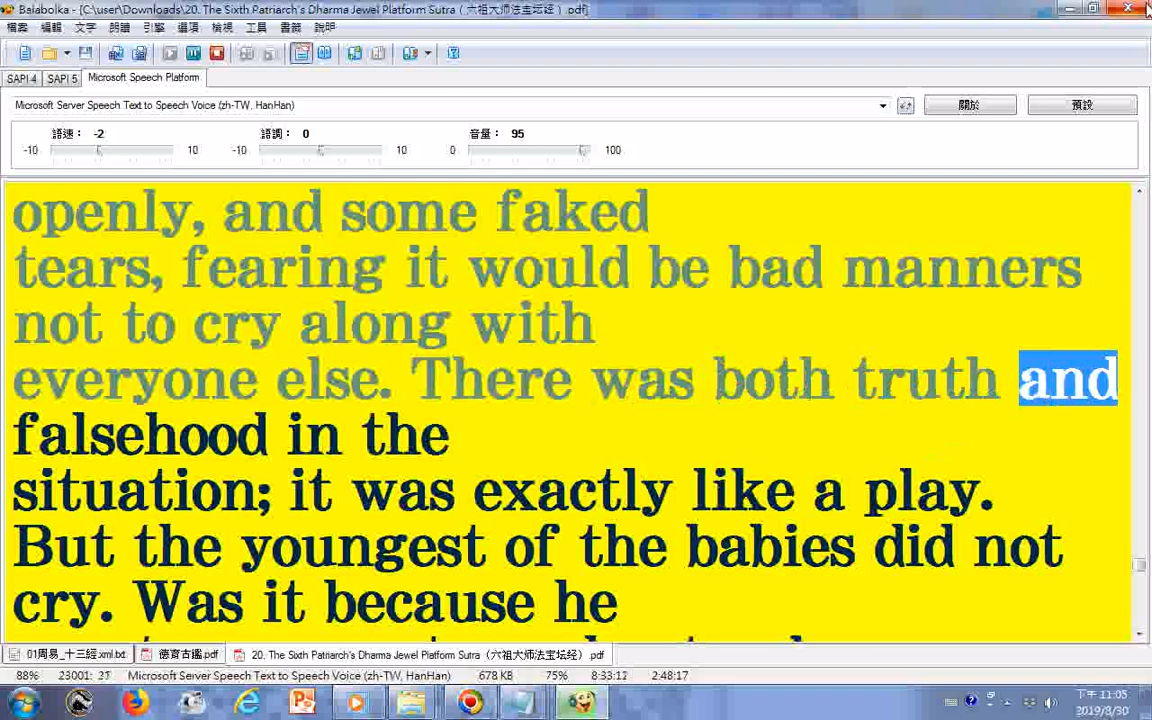 Balabolka - [C:\user\Downloads\20. The Sixth Patriarch's Dharma Jewel Platform Sutra（六祖大师法宝坛经）.pdf]
檔案 編輯 文字 朗讀 引擎 選項 檢視 工具 書籤 說明
SAPI 4 SAPI 5 Microsoft Speech Platform
Microsoft Server Speech Text to Speech Voice (zh-TW, HanHan) 關於 預設
語速： -2 語調： 0 音量： 95
-10 10 -10 10 0 100
openly, and some faked
tears, fearing it would be bad manners
not to cry along with
everyone else. There was both truth and
falsehood in the
situation; it was exactly like a play.
But the youngest of the babies did not
cry. Was it because he
01周易_十三經.xml.txt 德育古鑑.pdf 20. The Sixth Patriarch's Dharma Jewel Platform Sutra（六祖大师法宝坛经）.pdf
88% 23001: 37 Microsoft Server Speech Text to Speech Voice (zh-TW, HanHan) 678 KB 75% 8:33:12 2:48:17
下午 11:05
2019/8/30